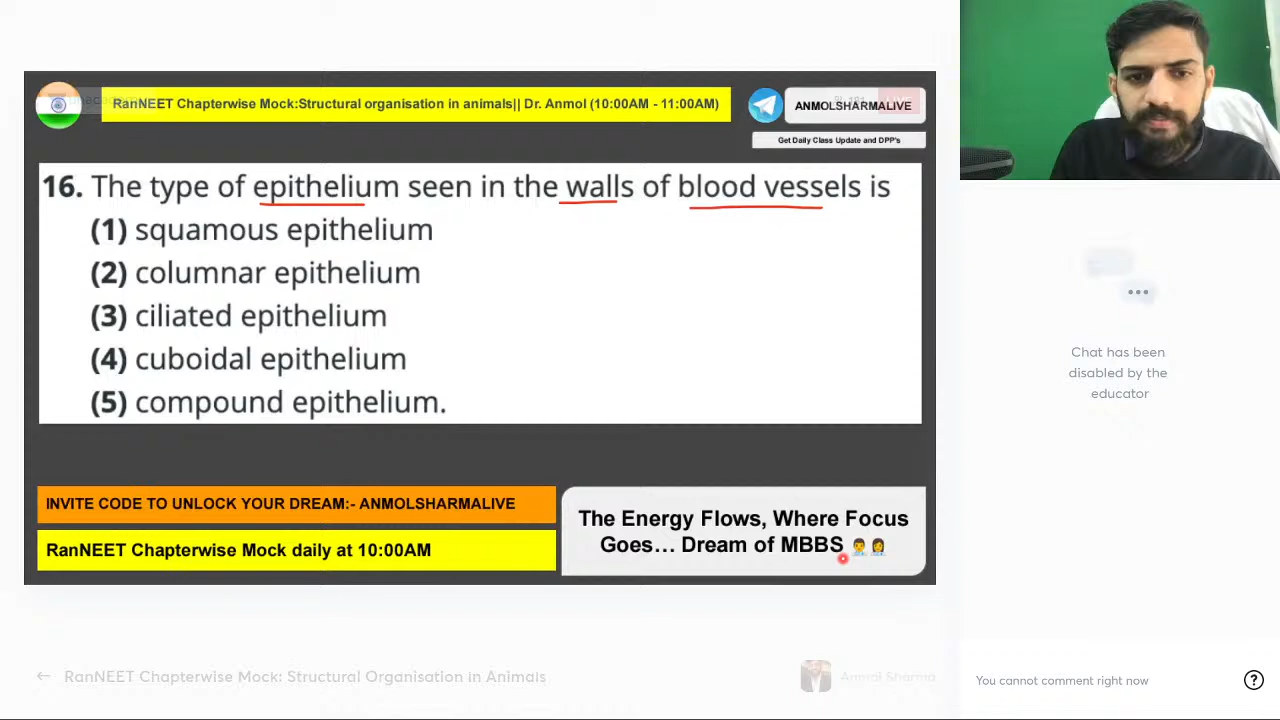 RanNEET Chapterwise Mock:Structural organisation in animals|| Dr. Anmol (10:00AM - 11:00AM)
ANMOLSHARMALIVE
Get Daily Class Update and DPP's
16. The type of epithelium seen in the walls of blood vessels is
(1) squamous epithelium
(2) columnar epithelium
(3) ciliated epithelium
(4) cuboidal epithelium
(5) compound epithelium.
INVITE CODE TO UNLOCK YOUR DREAM:- ANMOLSHARMALIVE
RanNEET Chapterwise Mock daily at 10:00AM
The Energy Flows, Where Focus
Goes... Dream of MBBS
Chat has been
disabled by the
educator
← RanNEET Chapterwise Mock: Structural Organisation in Animals
Anmol Sharma
You cannot comment right now
?